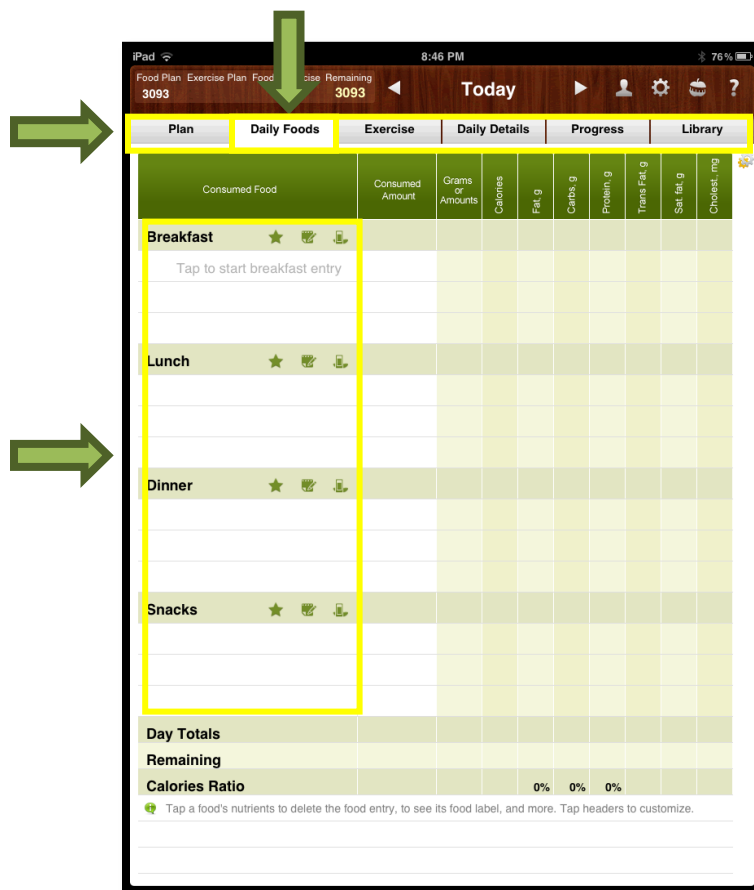 iPad 8:46 PM 76%
Food Plan Exercise Plan Food cise Remaining
3093 3093
Today
?
Plan Daily Foods Exercise Daily Details Progress Library
Consumed Food
Consumed
Amount
Grams
or
Amounts
Calories
Fat, g
Carbs, g
Protein, g
Trans Fat, g
Sat. fat, g
Cholest., mg
Breakfast
Tap to start breakfast entry
Lunch
Dinner
Snacks
Day Totals
Remaining
Calories Ratio 0% 0% 0%
Tap a food's nutrients to delete the food entry, to see its food label, and more. Tap headers to customize.